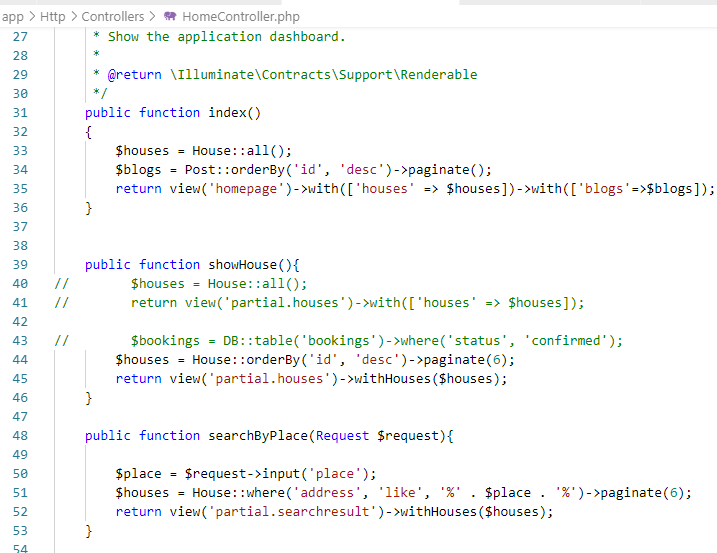 app > Http > Controllers > HomeController.php
27 * Show the application dashboard.
28 *
29 * @return \Illuminate\Contracts\Support\Renderable
30 */
31 public function index()
32 {
33 $houses = House::all();
34 $blogs = Post::orderBy('id', 'desc')->paginate();
35 return view('homepage')->with(['houses' => $houses])->with(['blogs'=>$blogs]);
36 }
37
38
39 public function showHouse(){
40 // $houses = House::all();
41 // return view('partial.houses')->with(['houses' => $houses]);
42
43 // $bookings = DB::table('bookings')->where('status', 'confirmed');
44 $houses = House::orderBy('id', 'desc')->paginate(6);
45 return view('partial.houses')->withHouses($houses);
46 }
47
48 public function searchByPlace(Request $request){
49
50 $place = $request->input('place');
51 $houses = House::where('address', 'like', '%' . $place . '%')->paginate(6);
52 return view('partial.searchresult')->withHouses($houses);
53 }
54